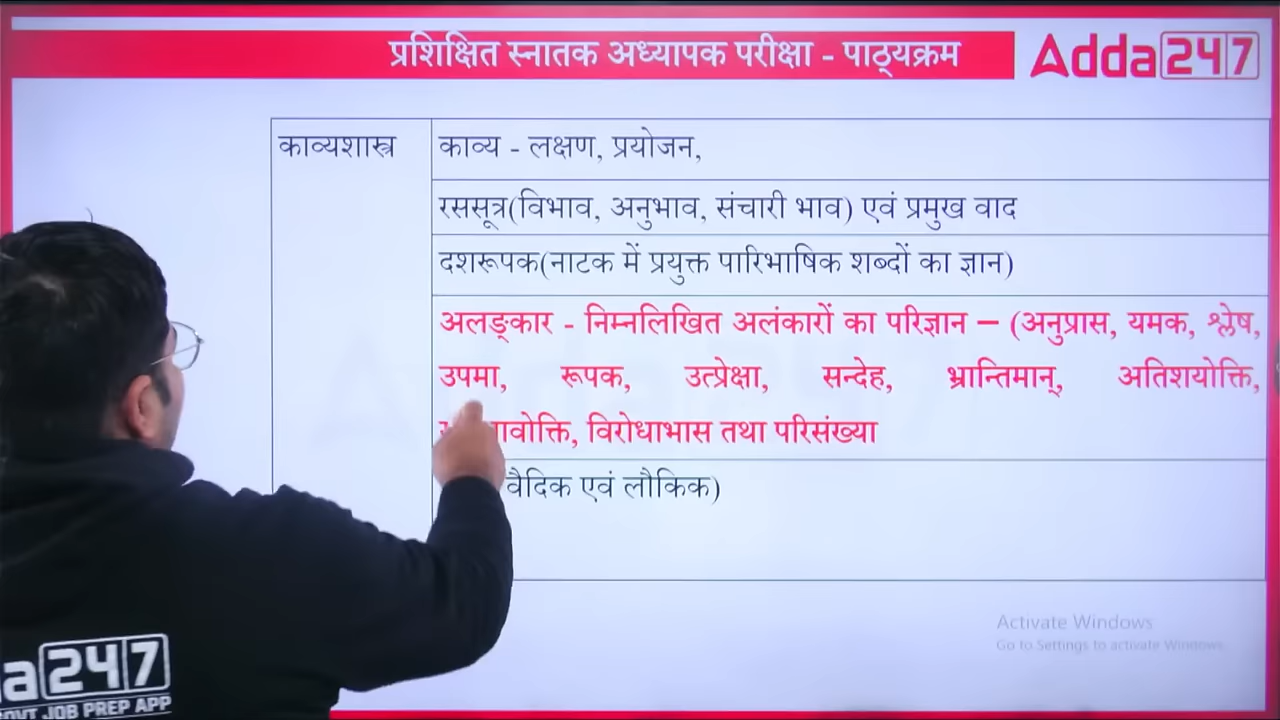 प्रशिक्षित स्नातक अध्यापक परीक्षा - पाठ्यक्रम
Adda247
काव्यशास्त्र
काव्य - लक्षण, प्रयोजन,
रससूत्र(विभाव, अनुभाव, संचारी भाव) एवं प्रमुख वाद
दशरूपक(नाटक में प्रयुक्त पारिभाषिक शब्दों का ज्ञान)
अलङ्कार - निम्नलिखित अलंकारों का परिज्ञान – (अनुप्रास, यमक, श्लेष,
उपमा, रूपक, उत्प्रेक्षा, सन्देह, भ्रान्तिमान्, अतिशयोक्ति,
विरोधाभास तथा परिसंख्या
वैदिक एवं लौकिक)
Activate Windows
Go to Settings to activate Windows.
a247
JOB PREP APP